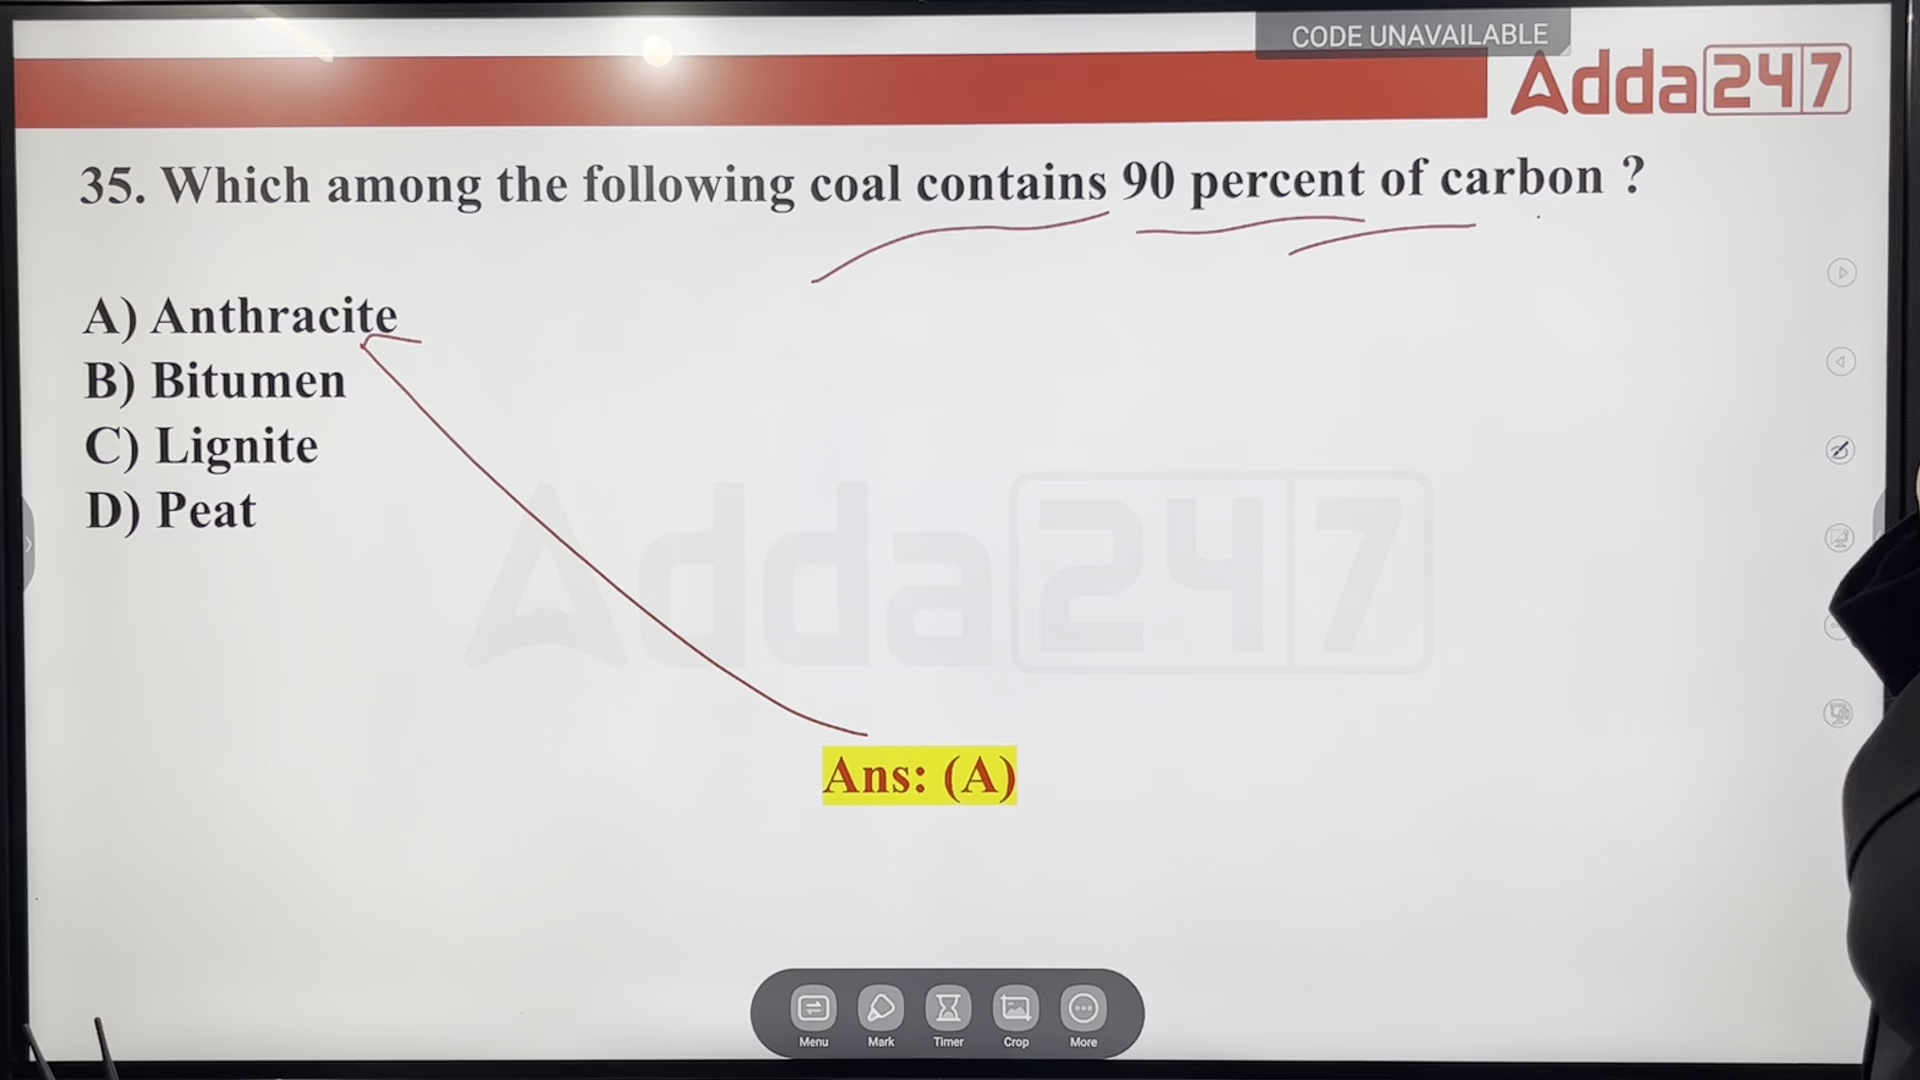 CODE UNAVAILABLE
Adda247
35. Which among the following coal contains 90 percent of carbon ?
A) Anthracite
B) Bitumen
C) Lignite
D) Peat
Adda247
Ans: (A)
Menu Mark Timer Crop More